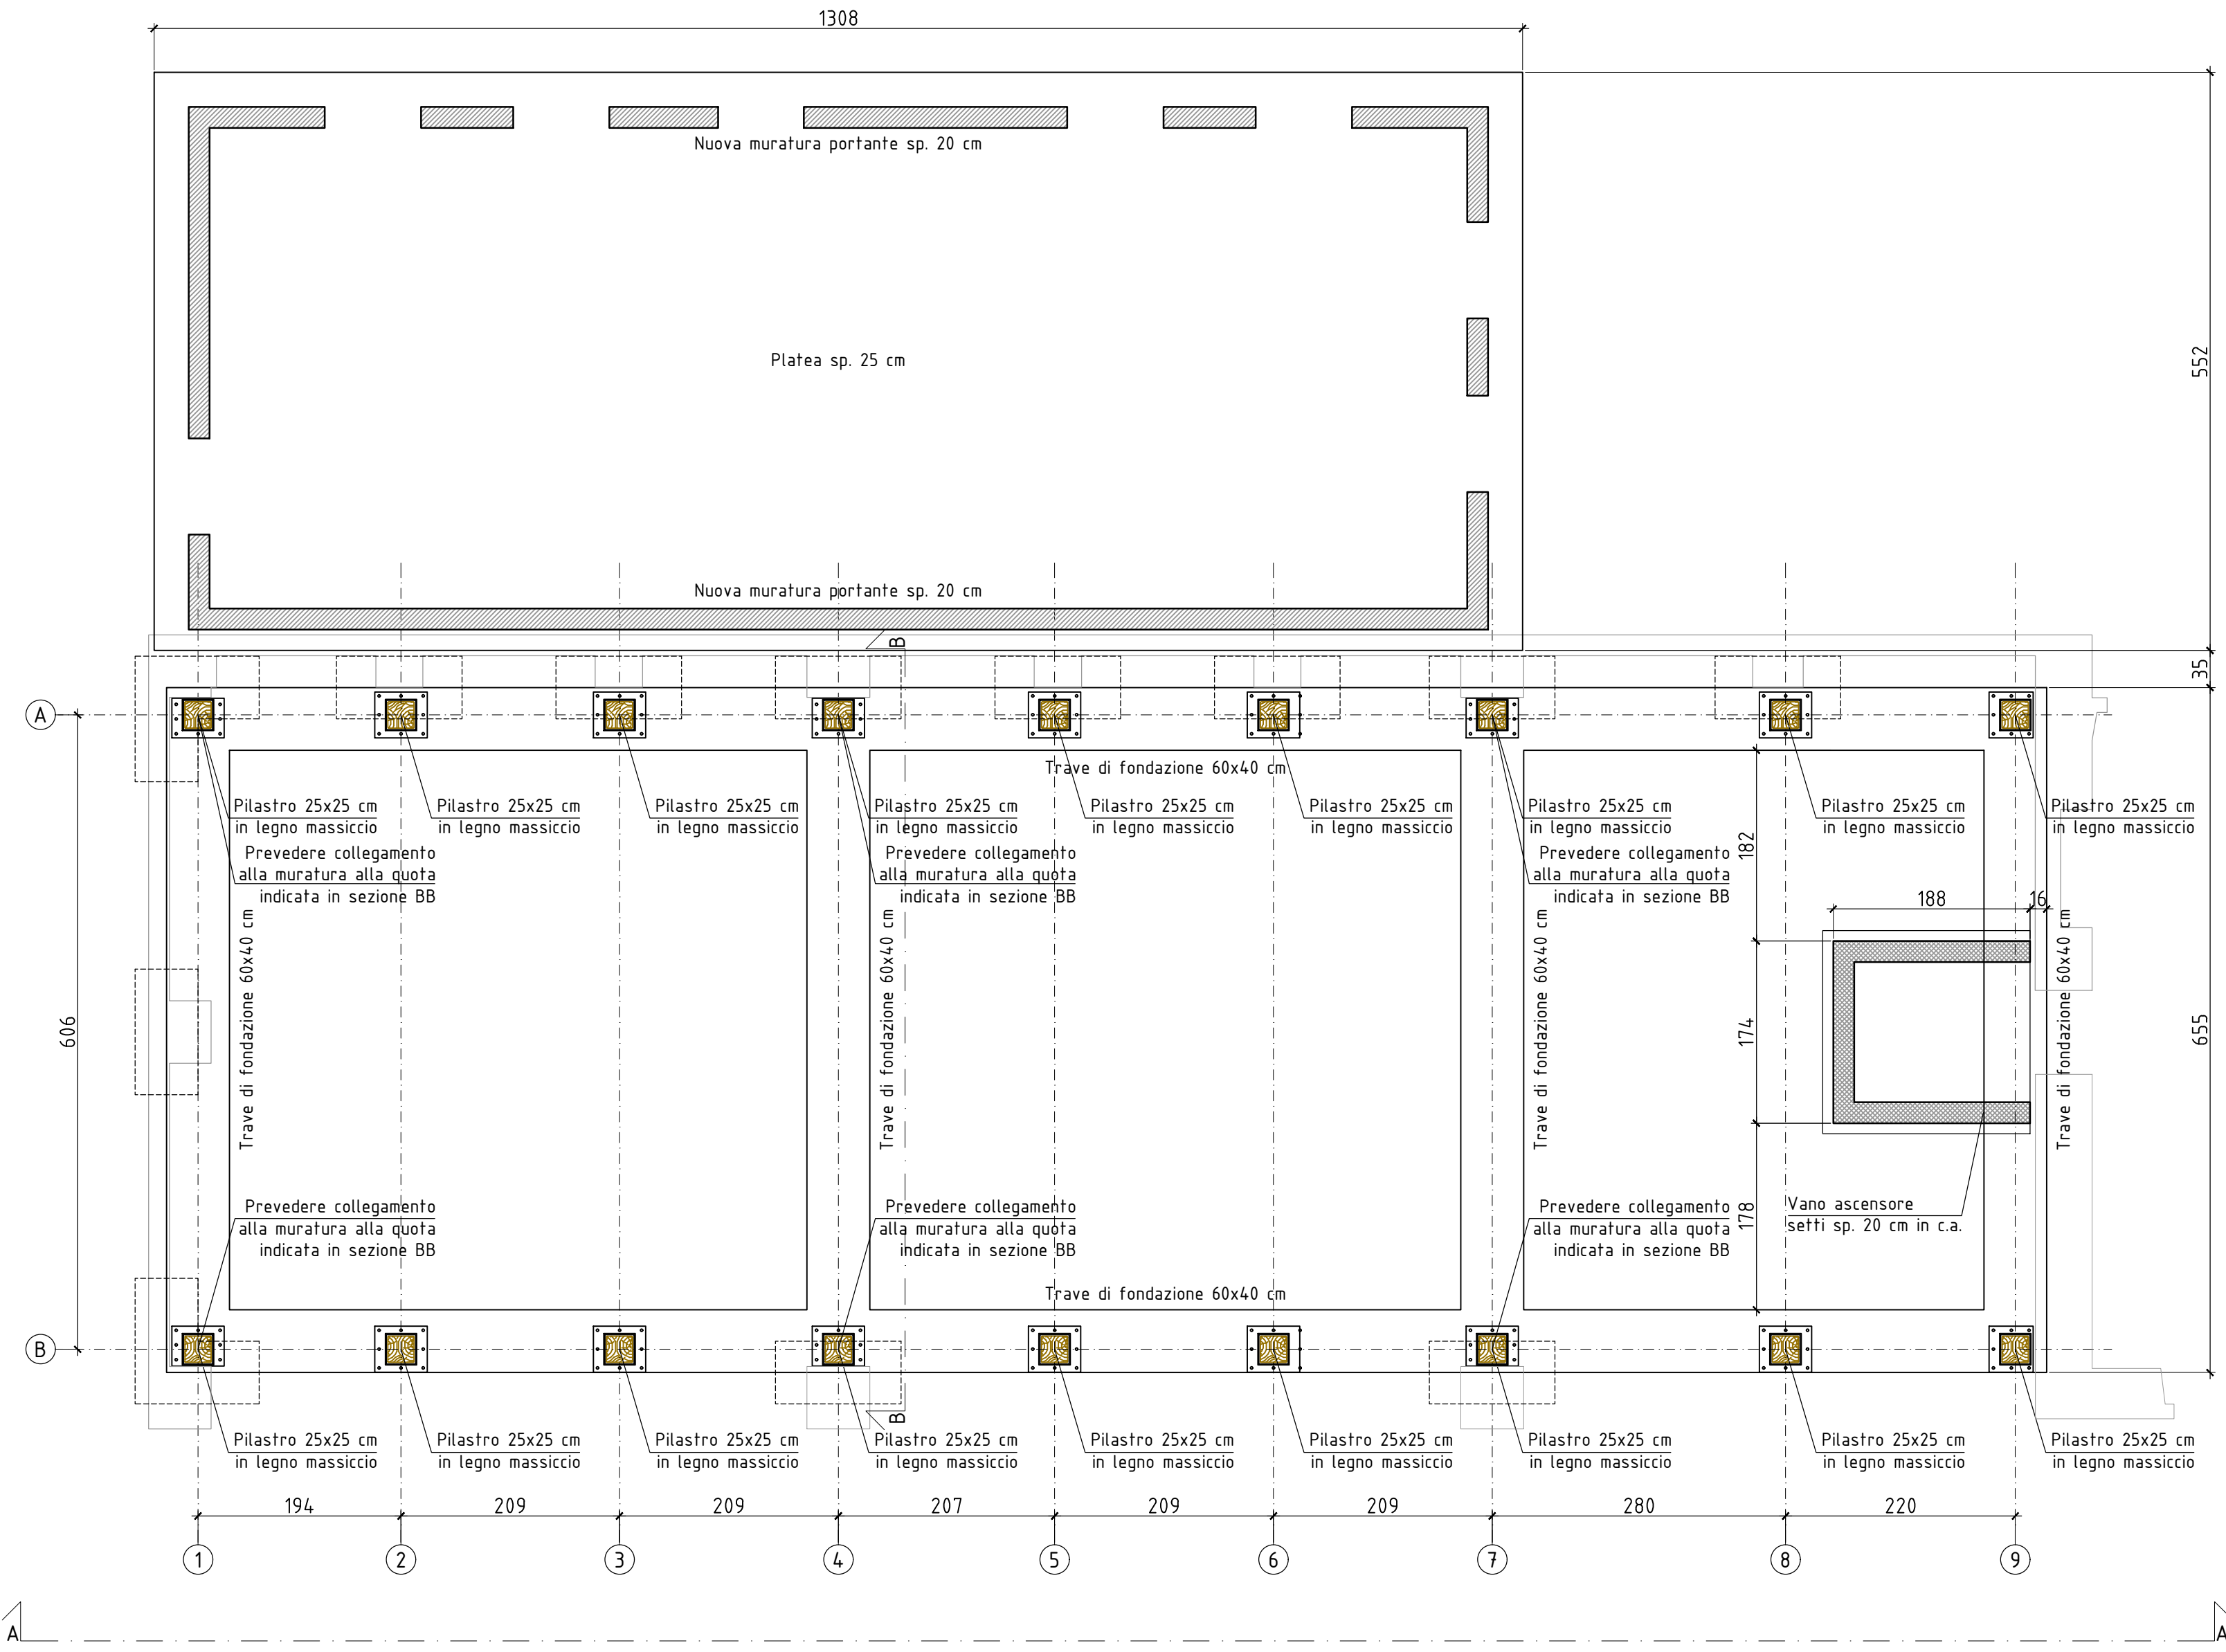 1308
Nuova muratura portante sp. 20 cm
Platea sp. 25 cm
552
Nuova muratura portante sp. 20 cm
B
35
A
Trave di fondazione 60x40 cm
Pilastro 25x25 cm
in legno massiccio
Pilastro 25x25 cm
in legno massiccio
Pilastro 25x25 cm
in legno massiccio
Pilastro 25x25 cm
in legno massiccio
Pilastro 25x25 cm
in legno massiccio
Pilastro 25x25 cm
in legno massiccio
Pilastro 25x25 cm
in legno massiccio
Pilastro 25x25 cm
in legno massiccio
Pilastro 25x25 cm
in legno massiccio
Prevedere collegamento
alla muratura alla quota
indicata in sezione BB
Prevedere collegamento
alla muratura alla quota
indicata in sezione BB
Prevedere collegamento
alla muratura alla quota
indicata in sezione BB
182
188
16
606
Trave di fondazione 60x40 cm
Trave di fondazione 60x40 cm
Trave di fondazione 60x40 cm
174
Trave di fondazione 60x40 cm
655
Prevedere collegamento
alla muratura alla quota
indicata in sezione BB
Prevedere collegamento
alla muratura alla quota
indicata in sezione BB
Prevedere collegamento
alla muratura alla quota
indicata in sezione BB
178
Vano ascensore
setti sp. 20 cm in c.a.
Trave di fondazione 60x40 cm
B
B
Pilastro 25x25 cm
in legno massiccio
Pilastro 25x25 cm
in legno massiccio
Pilastro 25x25 cm
in legno massiccio
Pilastro 25x25 cm
in legno massiccio
Pilastro 25x25 cm
in legno massiccio
Pilastro 25x25 cm
in legno massiccio
Pilastro 25x25 cm
in legno massiccio
Pilastro 25x25 cm
in legno massiccio
Pilastro 25x25 cm
in legno massiccio
194
209
209
207
209
209
280
220
1
2
3
4
5
6
7
8
9
A
A